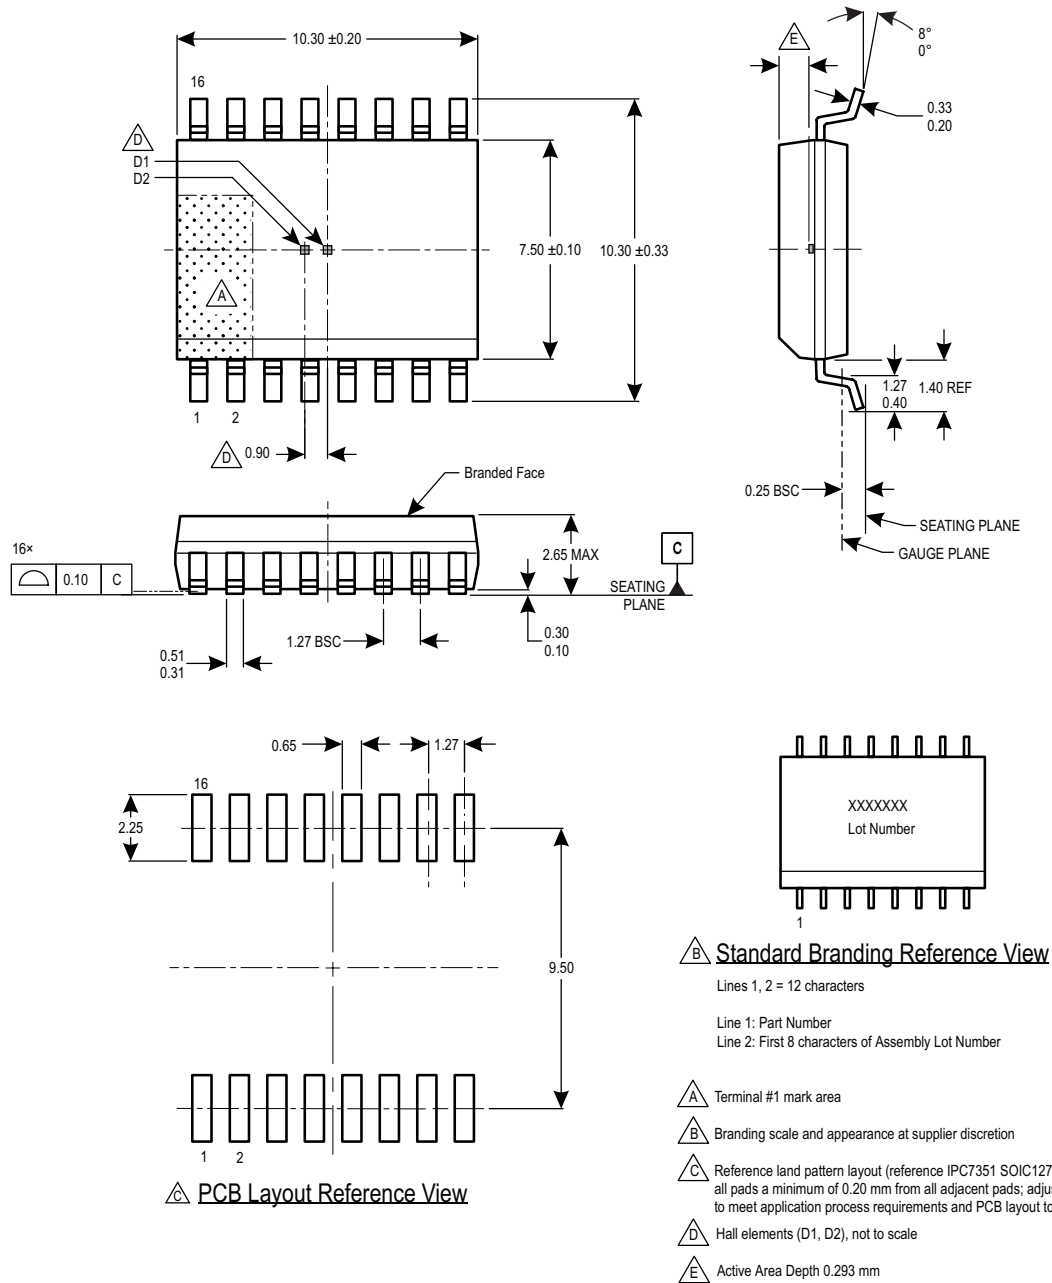 10.30 ±0.20
16
D
D1
D2
A
7.50 ±0.10
10.30 ±0.33
1
2
D
0.90
E
8°
0°
0.33
0.20
1.27
0.40
1.40 REF
0.25 BSC
SEATING PLANE
GAUGE PLANE
Branded Face
16×
0.10
C
2.65 MAX
C
SEATING
PLANE
1.27 BSC
0.51
0.31
0.30
0.10
0.65
1.27
16
2.25
9.50
1
2
C PCB Layout Reference View
XXXXXXX
Lot Number
1
B Standard Branding Reference View
Lines 1, 2 = 12 characters
Line 1: Part Number
Line 2: First 8 characters of Assembly Lot Number
A Terminal #1 mark area
B Branding scale and appearance at supplier discretion
C Reference land pattern layout (reference IPC7351 SOIC127
all pads a minimum of 0.20 mm from all adjacent pads; adjus
to meet application process requirements and PCB layout to
D Hall elements (D1, D2), not to scale
E Active Area Depth 0.293 mm